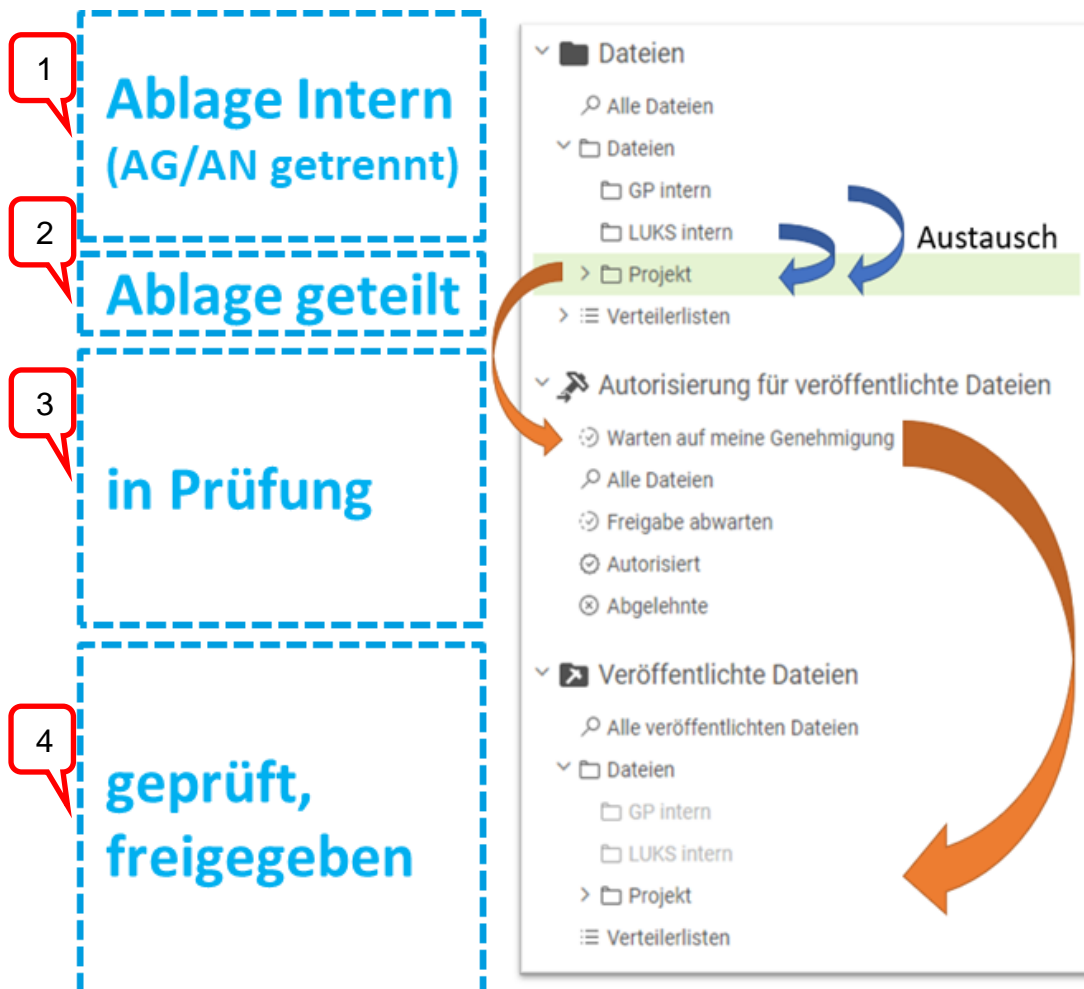 1
Ablage Intern
(AG/AN getrennt)
2
Ablage geteilt
3
in Prüfung
4
geprüft,
freigegeben
Dateien
Alle Dateien
Dateien
GP intern
LUKS intern
Austausch
Projekt
Verteilerlisten
Autorisierung für veröffentlichte Dateien
Warten auf meine Genehmigung
Alle Dateien
Freigabe abwarten
Autorisiert
Abgelehnte
Veröffentlichte Dateien
Alle veröffentlichten Dateien
Dateien
GP intern
LUKS intern
Projekt
Verteilerlisten